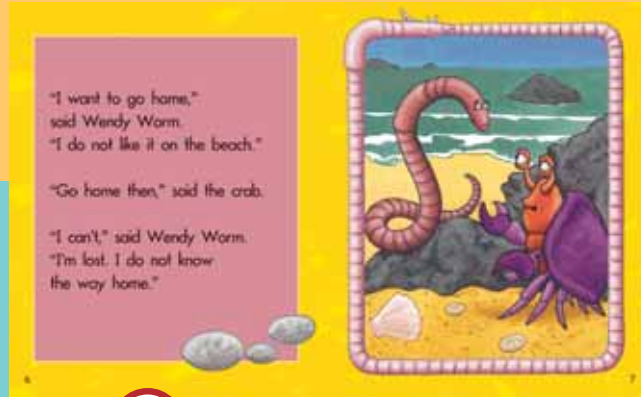 "I want to go home,"
said Wendy Worm.
"I do not like it on the beach."
"Go home then," said the crab.
"I can't," said Wendy Worm.
"I'm lost. I do not know
the way home."
6
7